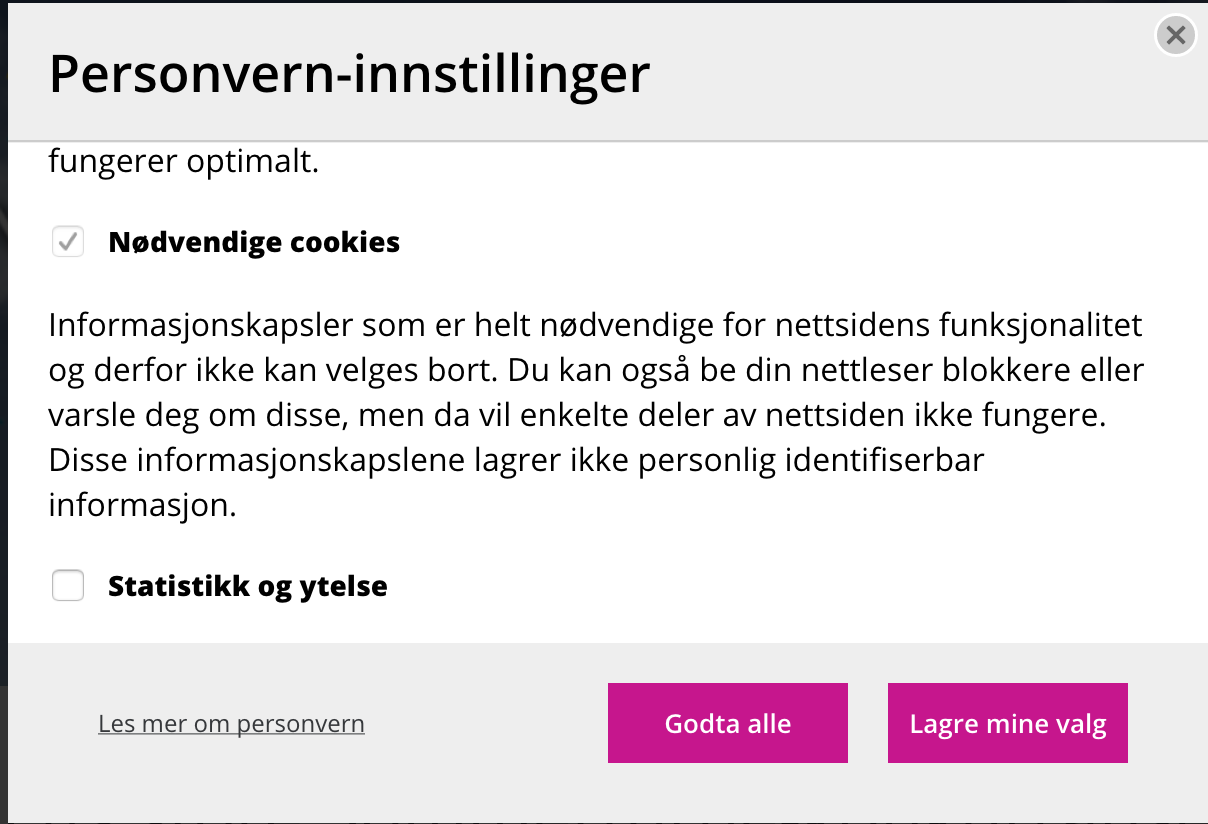 Personvern-innstillinger
fungerer optimalt.
Nødvendige cookies
Informasjonskapsler som er helt nødvendige for nettsidens funksjonalitet
og derfor ikke kan velges bort. Du kan også be din nettleser blokkere eller
varsle deg om disse, men da vil enkelte deler av nettsiden ikke fungere.
Disse informasjonskapslene lagrer ikke personlig identifiserbar
informasjon.
Statistikk og ytelse
Les mer om personvern
Godta alle
Lagre mine valg